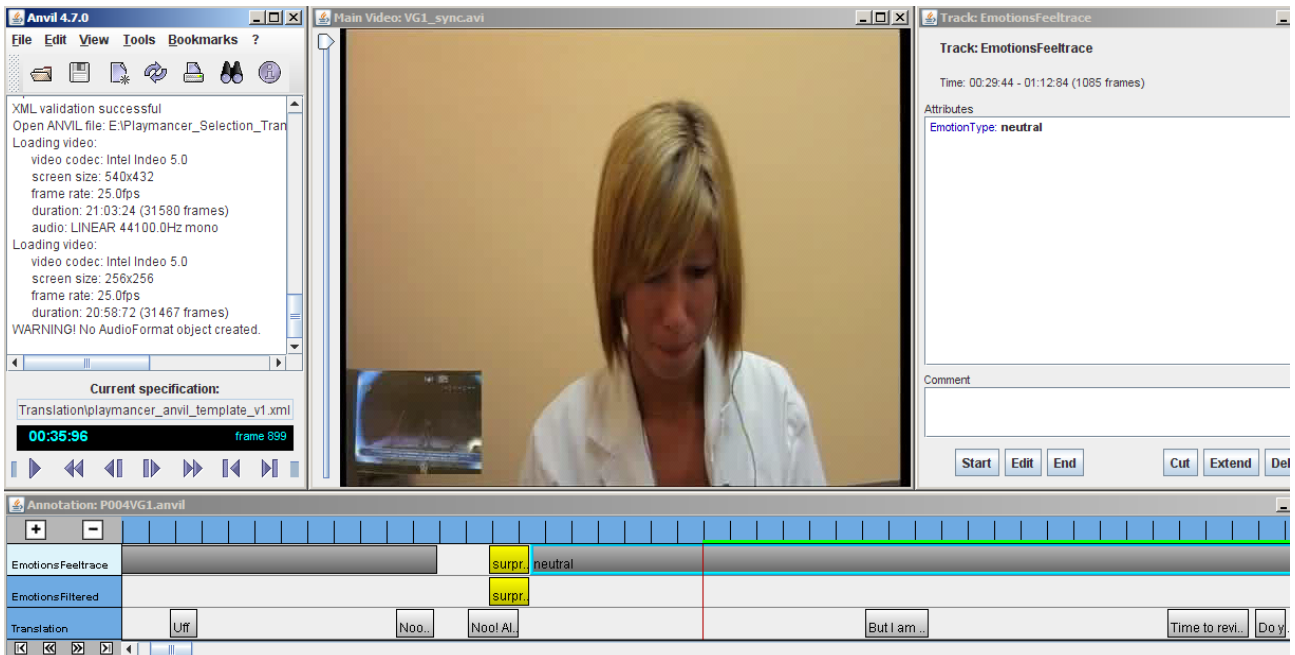 Anvil 4.7.0
File Edit View Tools Bookmarks ?
XML validation successful
Open ANVIL file: E:\Playmancer_Selection_Tran
Loading video:
video codec: Intel Indeo 5.0
screen size: 540x432
frame rate: 25.0fps
duration: 21:03:24 (31580 frames)
audio: LINEAR 44100.0Hz mono
Loading video:
video codec: Intel Indeo 5.0
screen size: 256x256
frame rate: 25.0fps
duration: 20:58:72 (31467 frames)
WARNING! No AudioFormat object created.
Current specification:
Translation\playmancer_anvil_template_v1.xml
00:35:96 frame 899
Main Video: VG1_sync.avi
Track: EmotionsFeeltrace
Track: EmotionsFeeltrace
Time: 00:29:44 - 01:12:84 (1085 frames)
Attributes
EmotionType: neutral
Comment
Start Edit End Cut Extend Del
Annotation: P004VG1.anvil
+ -
EmotionsFeeltrace surpr.. neutral
EmotionsFiltered surpr..
Translation Uff Noo.. Noo! Al.. But I am .. Time to revi.. Do y..